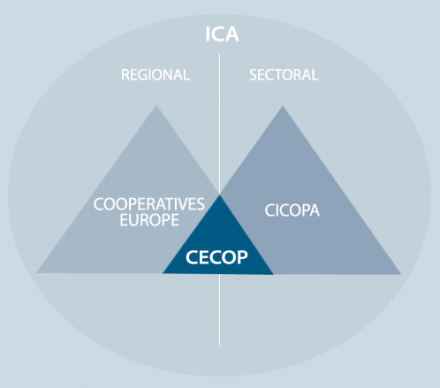 ICA
REGIONAL
SECTORAL
COOPERATIVES
EUROPE
CICOPA
CECOP